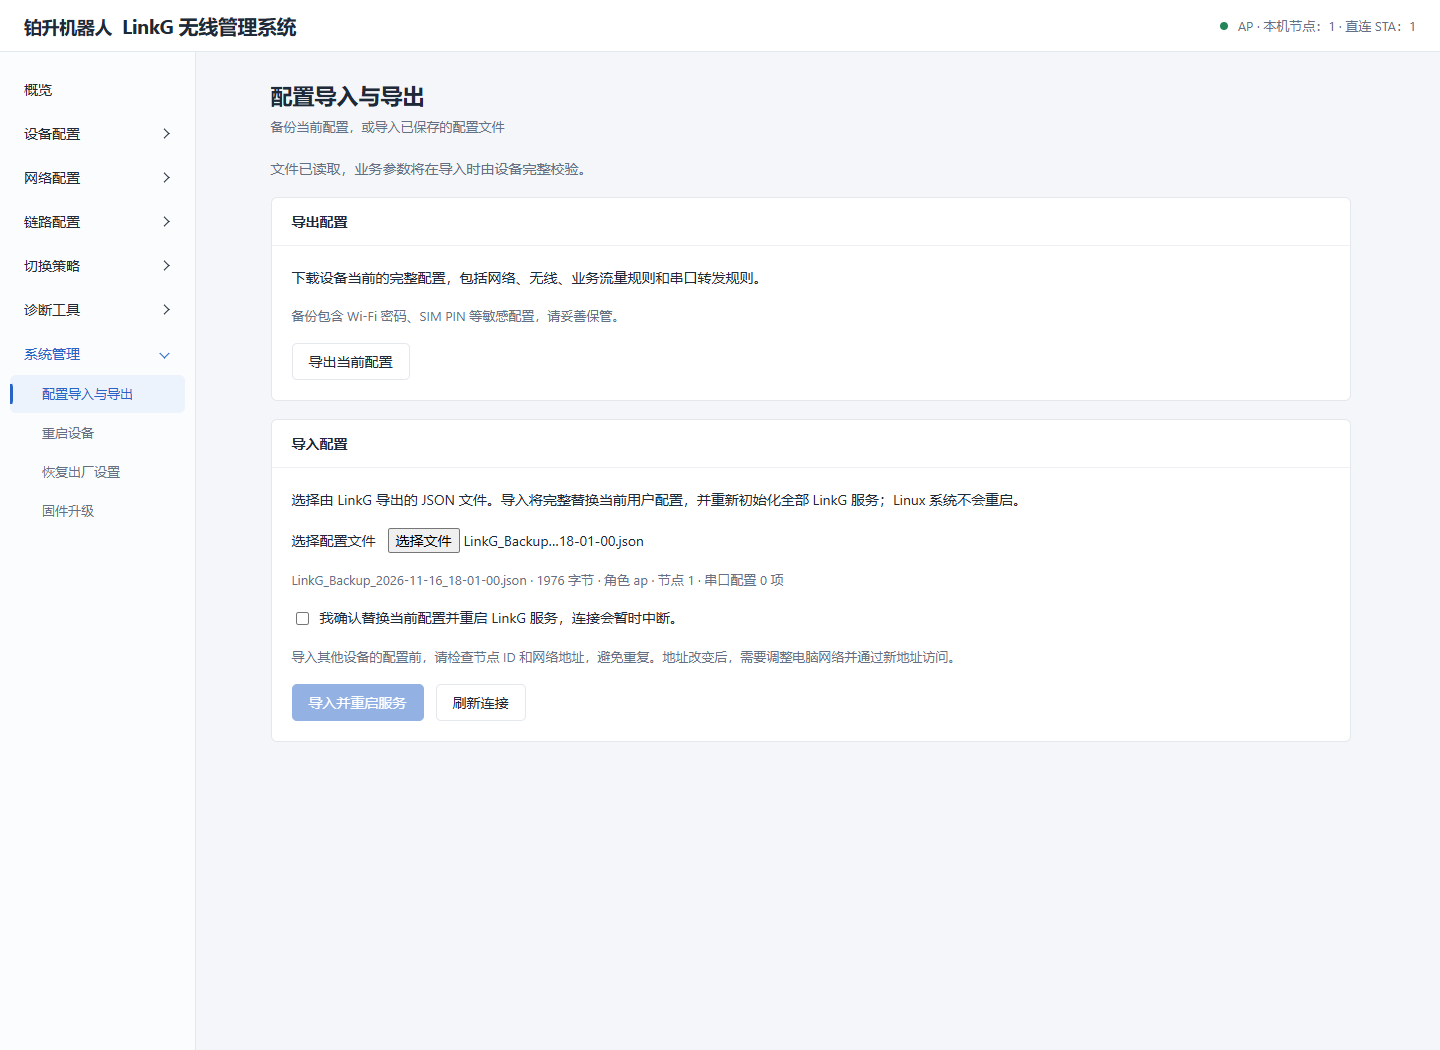 铂升机器人 LinkG 无线管理系统
AP · 本机节点：1 · 直连 STA：1
概览
设备配置
网络配置
链路配置
切换策略
诊断工具
系统管理
配置导入与导出
重启设备
恢复出厂设置
固件升级
配置导入与导出
备份当前配置，或导入已保存的配置文件
文件已读取，业务参数将在导入时由设备完整校验。
导出配置
下载设备当前的完整配置，包括网络、无线、业务流量规则和串口转发规则。
备份包含 Wi-Fi 密码、SIM PIN 等敏感配置，请妥善保管。
导出当前配置
导入配置
选择由 LinkG 导出的 JSON 文件。导入将完整替换当前用户配置，并重新初始化全部 LinkG 服务；Linux 系统不会重启。
选择配置文件 选择文件 LinkG_Backup...18-01-00.json
LinkG_Backup_2026-11-16_18-01-00.json · 1976 字节 · 角色 ap · 节点 1 · 串口配置 0 项
我确认替换当前配置并重启 LinkG 服务，连接会暂时中断。
导入其他设备的配置前，请检查节点 ID 和网络地址，避免重复。地址改变后，需要调整电脑网络并通过新地址访问。
导入并重启服务 刷新连接